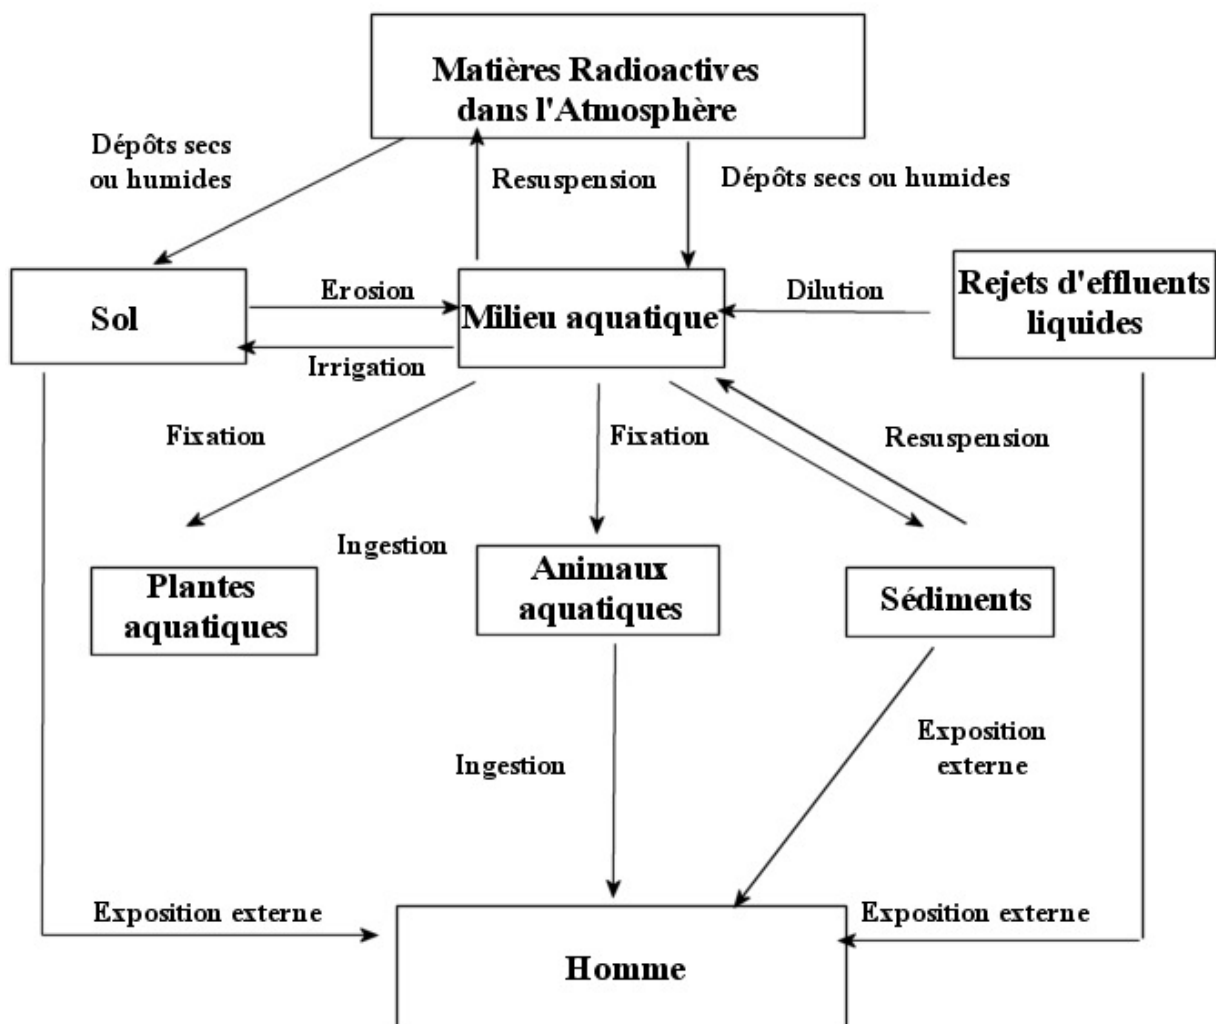 Matières Radioactives
dans l'Atmosphère
Dépôts secs
ou humides
Resuspension
Dépôts secs ou humides
Sol
Erosion
Irrigation
Milieu aquatique
Dilution
Rejets d'effluents
liquides
Fixation
Fixation
Resuspension
Ingestion
Plantes
aquatiques
Animaux
aquatiques
Sédiments
Ingestion
Exposition
externe
Exposition externe
Exposition externe
Homme